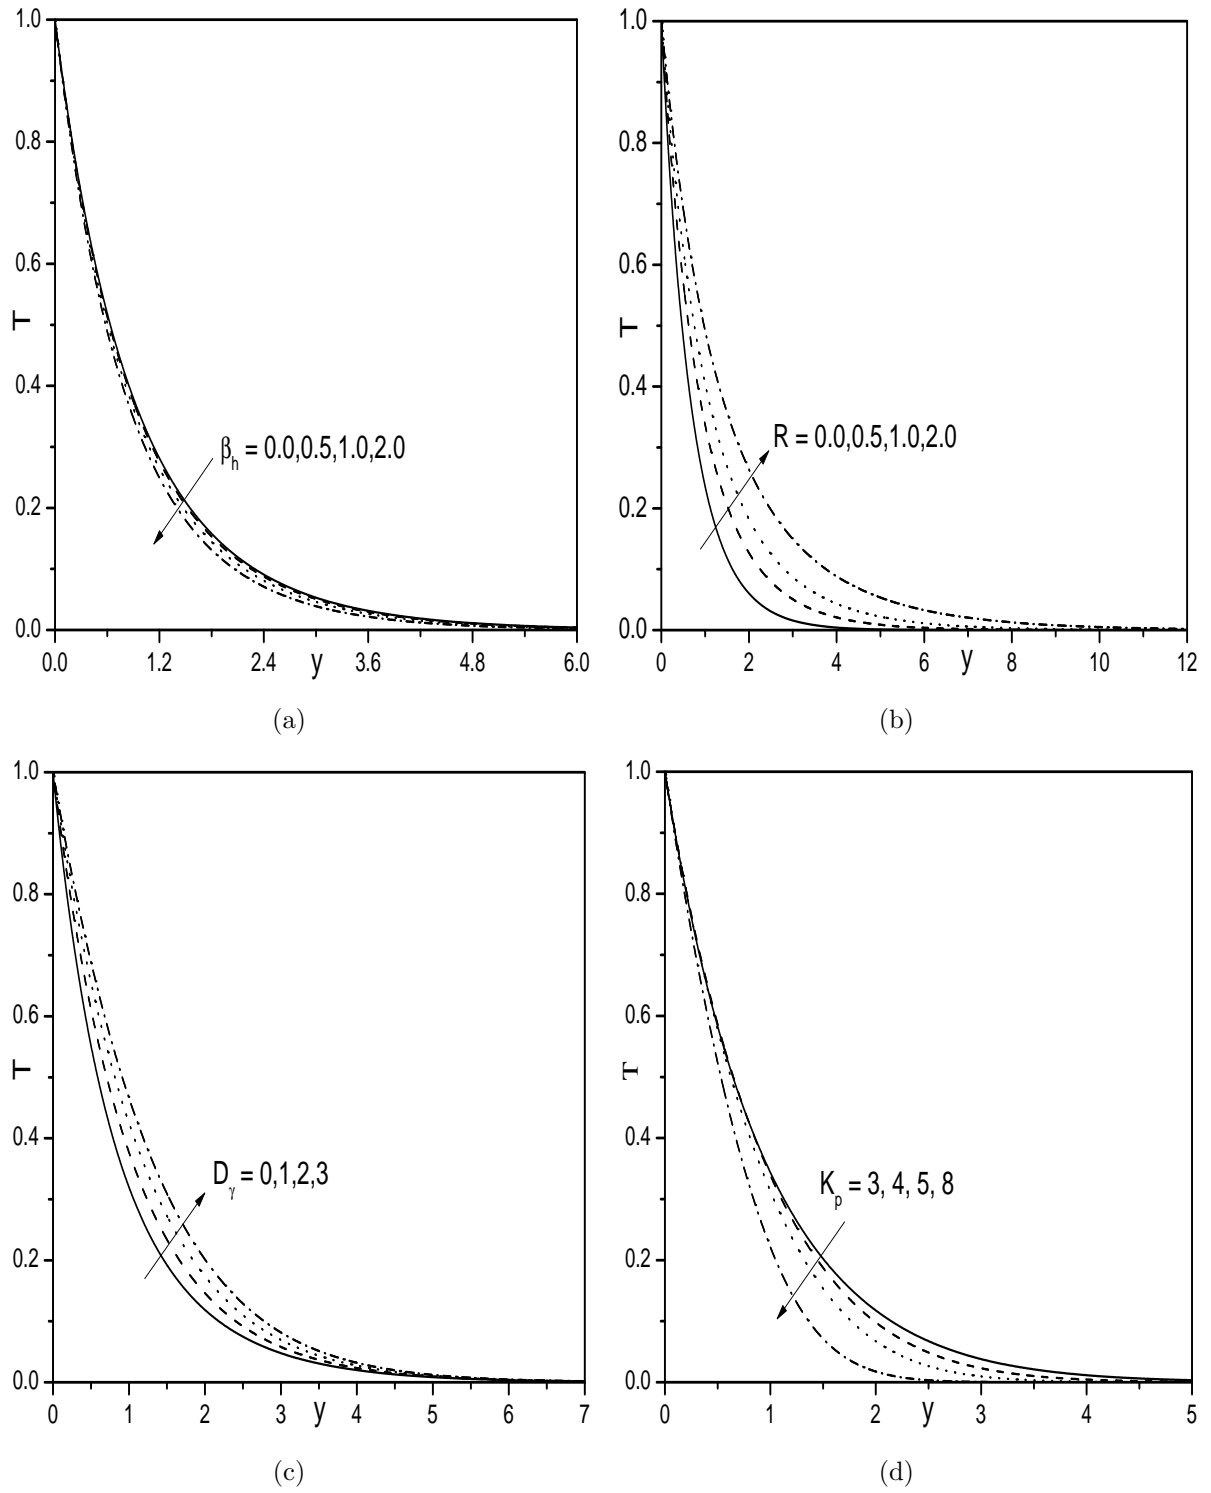 1.0
0.8
0.6
0.4
0.2
0.0
T
βh = 0.0,0.5,1.0,2.0
0.0 1.2 2.4 3.6 4.8 6.0
y
(a)
1.0
0.8
0.6
0.4
0.2
0.0
T
R = 0.0,0.5,1.0,2.0
0 2 4 6 8 10 12
y
(b)
1.0
0.8
0.6
0.4
0.2
0.0
T
Dγ = 0,1,2,3
0 1 2 3 4 5 6 7
y
(c)
1.0
0.8
0.6
0.4
0.2
0.0
T
Kp = 3, 4, 5, 8
0 1 2 3 4 5
y
(d)